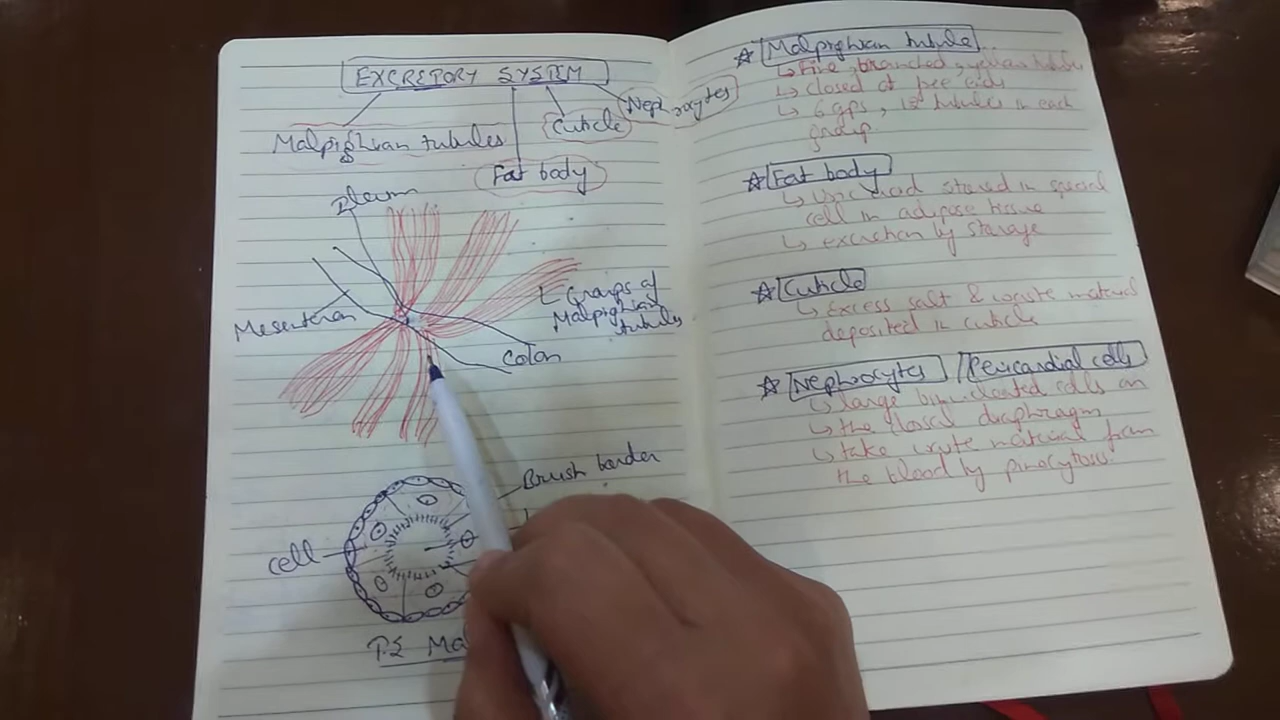 EXCRETORY SYSTEM
Malpighian tubules
Fat body
Cuticle
Nephrocytes
Ileum
Mesenteron
Groups of
Malpighian
tubules
Colon
Brush border
cell
T.S Ma
☆ Malpighian tubule
↳ Fine, branched, yellow tubules
↳ closed at free ends
↳ 6 gps, 15 tubules in each
group
☆ Fat body
↳ Uric acid stored in special
cell in adipose tissue
↳ excretion by storage
☆ Cuticle
↳ Excess salt & waste material
deposited in cuticle
☆ Nephrocytes / Pericardial cells
↳ large binucleated cells on
↳ the dorsal diaphragm
↳ take waste material from
the blood by pinocytosis.